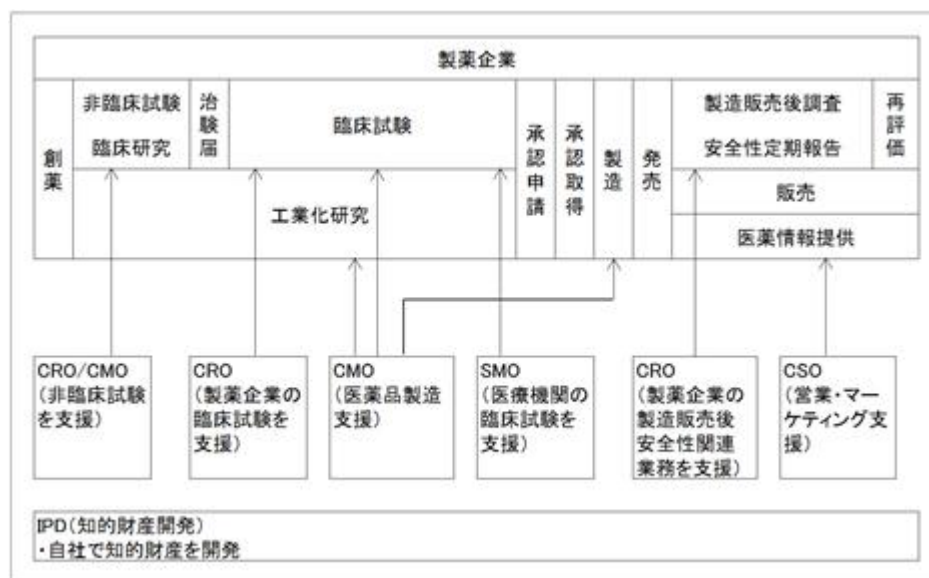 製薬企業
創薬
非臨床試験
臨床研究
治験届
臨床試験
工業化研究
承認申請
承認取得
製造
発売
製造販売後調査
安全性定期報告
再評価
販売
医薬情報提供
CRO/CMO
(非臨床試験
を支援)
CRO
(製薬企業の
臨床試験を
支援)
CMO
(医薬品製造
支援)
SMO
(医療機関の
臨床試験を
支援)
CRO
(製薬企業の
製造販売後
安全性関連
業務を支援)
CSO
(営業・マー
ケティング支
援)
IPD(知的財産開発)
・自社で知的財産を開発